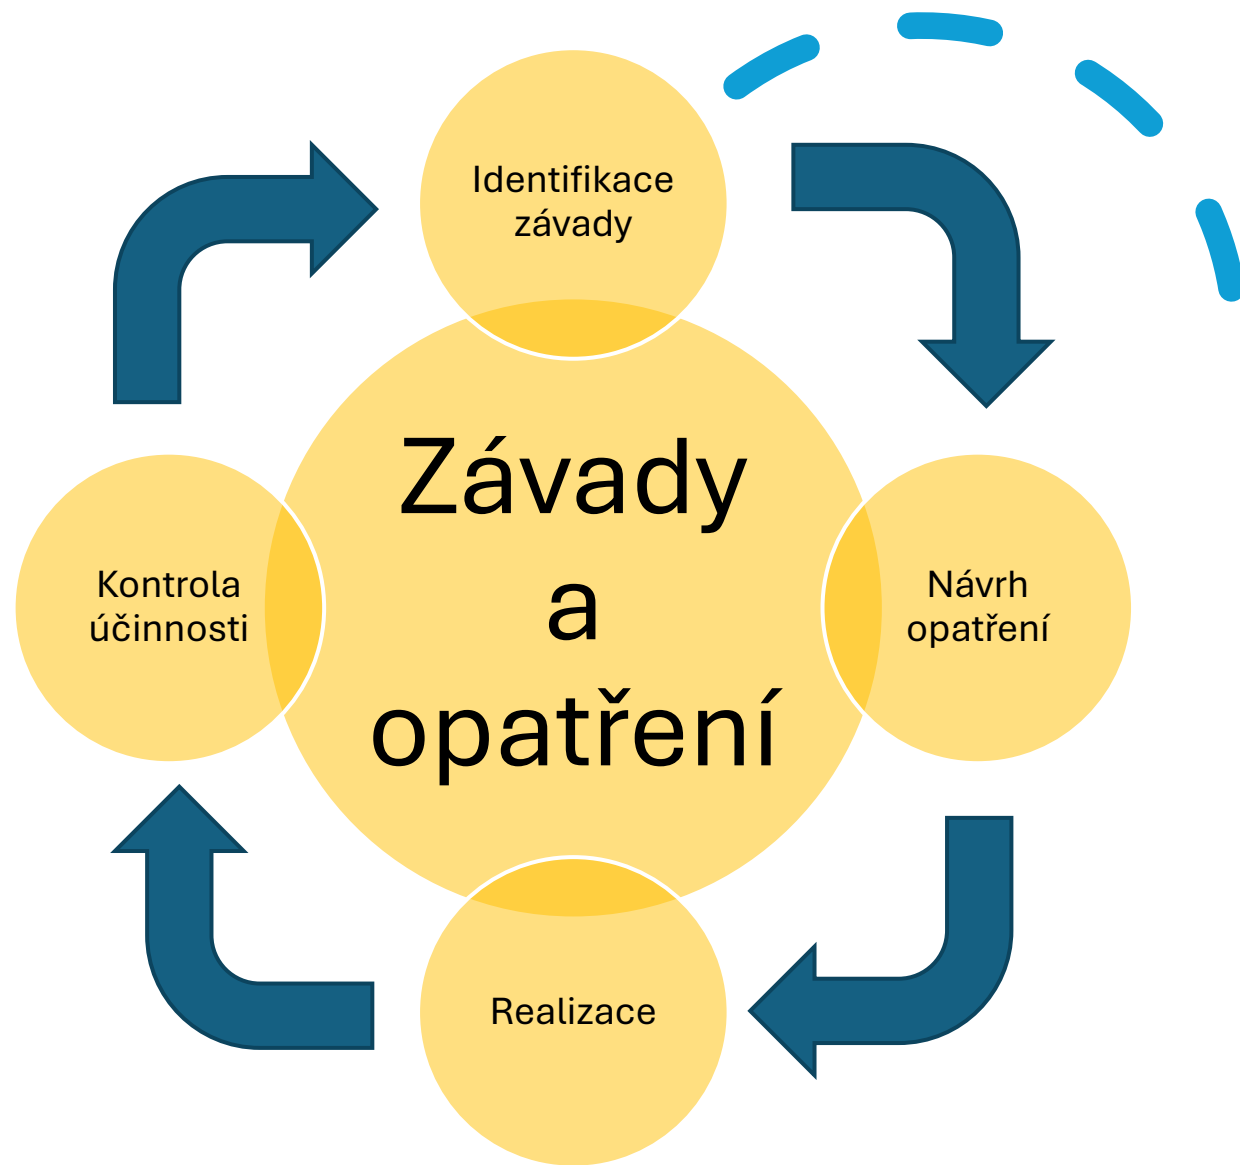 Identifikace
závady
Závady
a
opatření
Kontrola
účinnosti
Návrh
opatření
Realizace